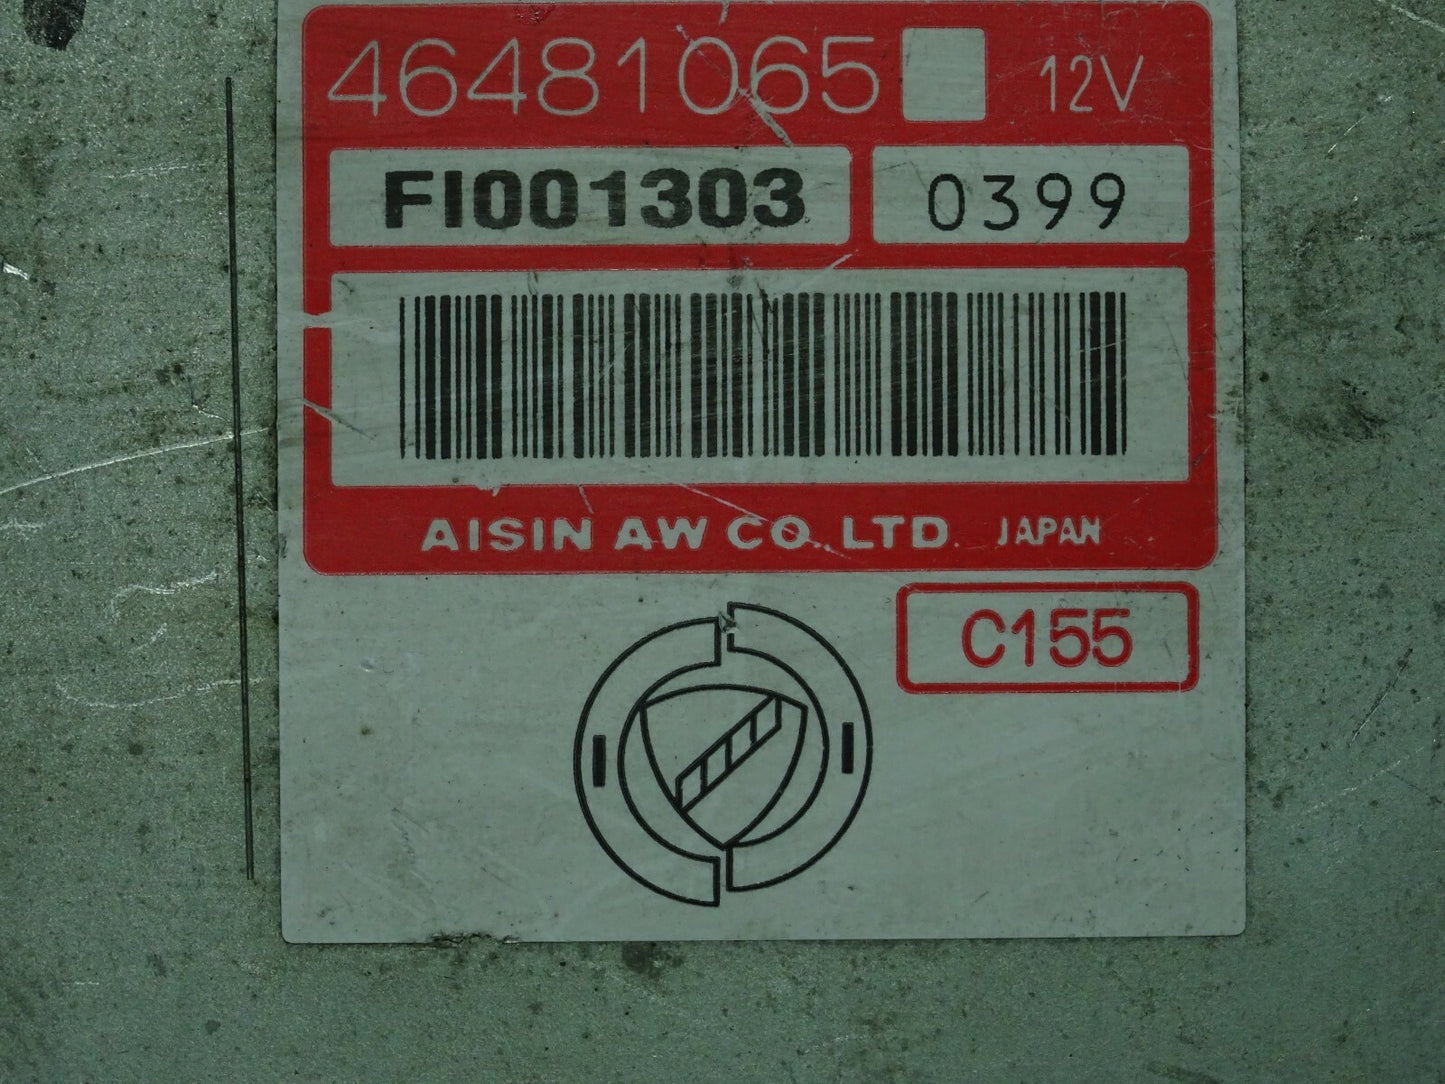 46481065 12V
FI001303 0399
AISIN AW CO., LTD. JAPAN
C155